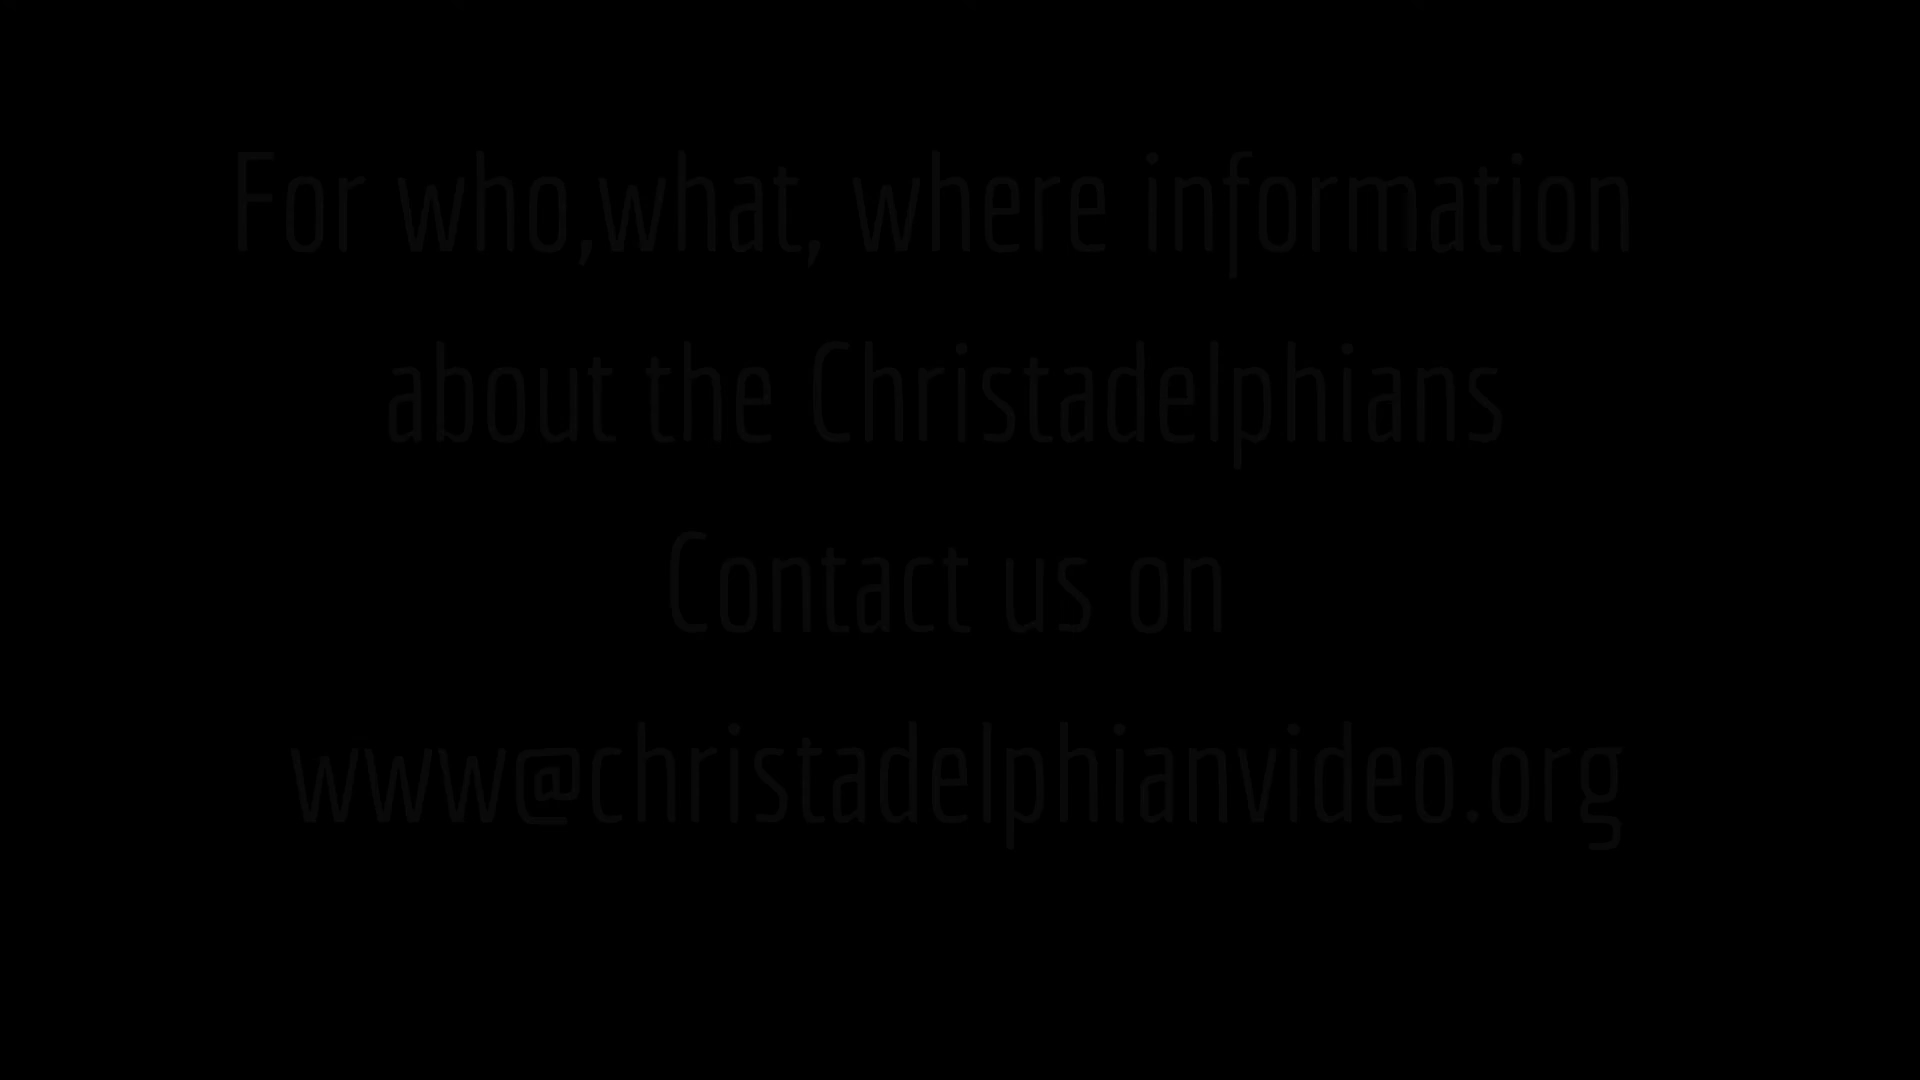 For who,what, where information
about the Christadelphians
Contact us on
www@christadelphianvideo.org